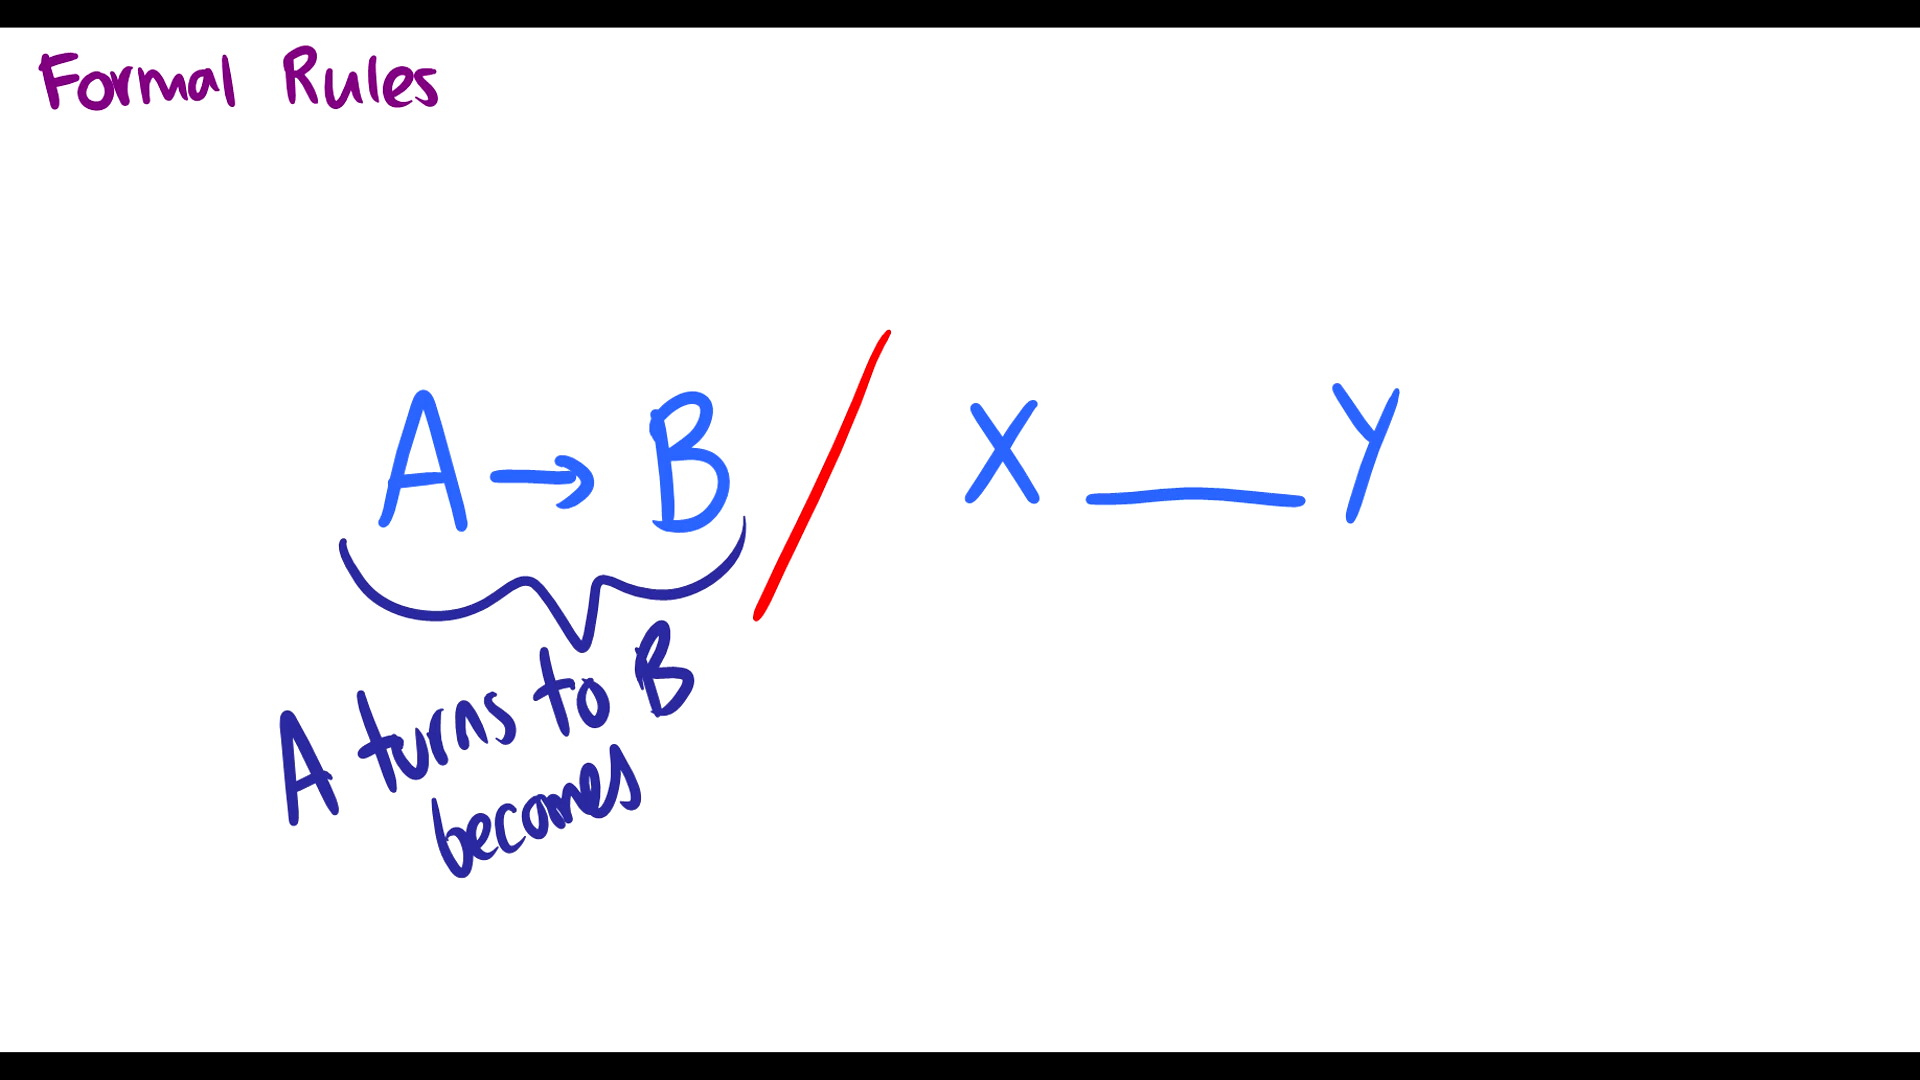 Formal Rules
A → B / X ___ Y
A turns to B
becomes